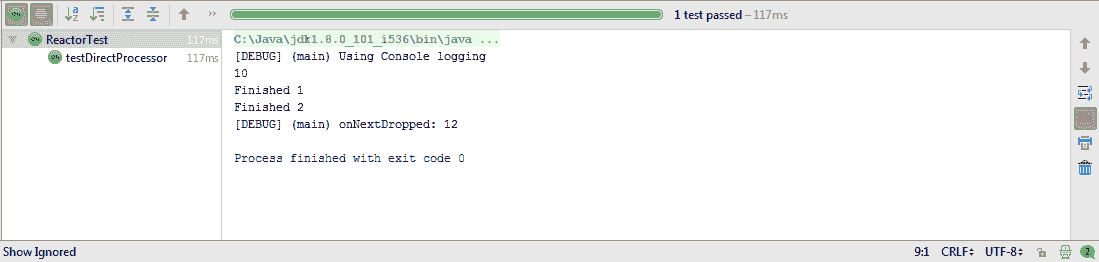 1 test passed – 117ms
ReactorTest 117ms
testDirectProcessor 117ms
C:\Java\jdk1.8.0_101_i536\bin\java ...
[DEBUG] (main) Using Console logging
10
Finished 1
Finished 2
[DEBUG] (main) onNextDropped: 12
Process finished with exit code 0
Show Ignored
9:1 CRLF UTF-8 2